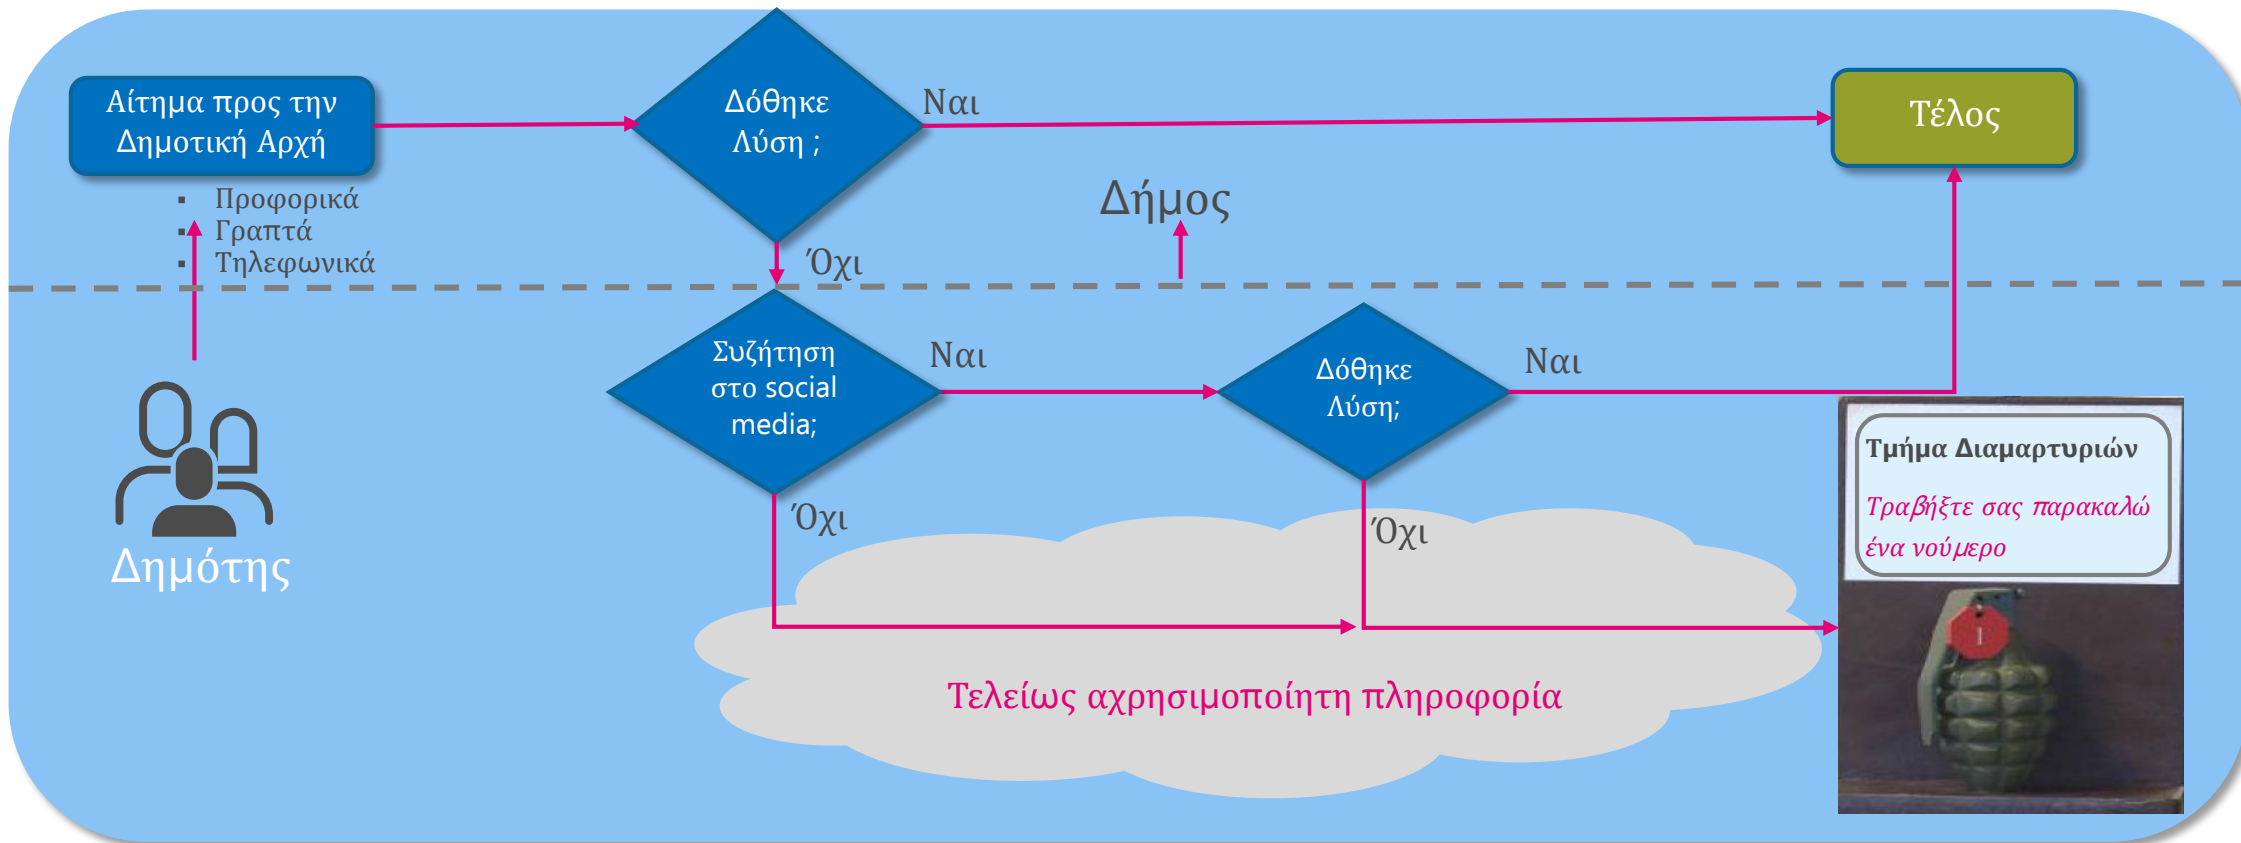 Αίτημα προς την
Δημοτική Αρχή
Δόθηκε
Λύση ;
Ναι
Τέλος
▪ Προφορικά
▪ Γραπτά
▪ Τηλεφωνικά
Δήμος
Όχι
Συζήτηση
στο social
media;
Ναι
Δόθηκε
Λύση;
Ναι
Τμήμα Διαμαρτυριών
Τραβήξτε σας παρακαλώ
ένα νούμερο
Όχι
Όχι
Δημότης
1
Τελείως αχρησιμοποίητη πληροφορία